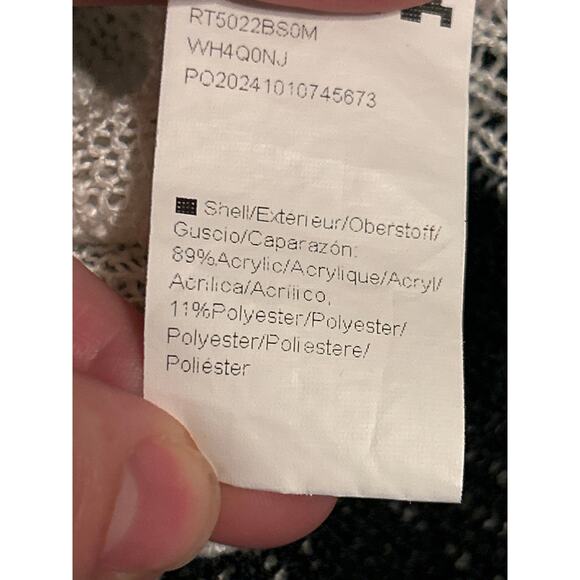 RT5022BS0M
WH4Q0NJ
PO20241010745673
Shell/Exterieur/Oberstoff/
Guscio/Caparazón:
89%Acrylic/Acrylique/Acryl/
Acrilica/Acrílico,
11%Polyester/Polyester/
Polyester/Poliestere/
Poliéster